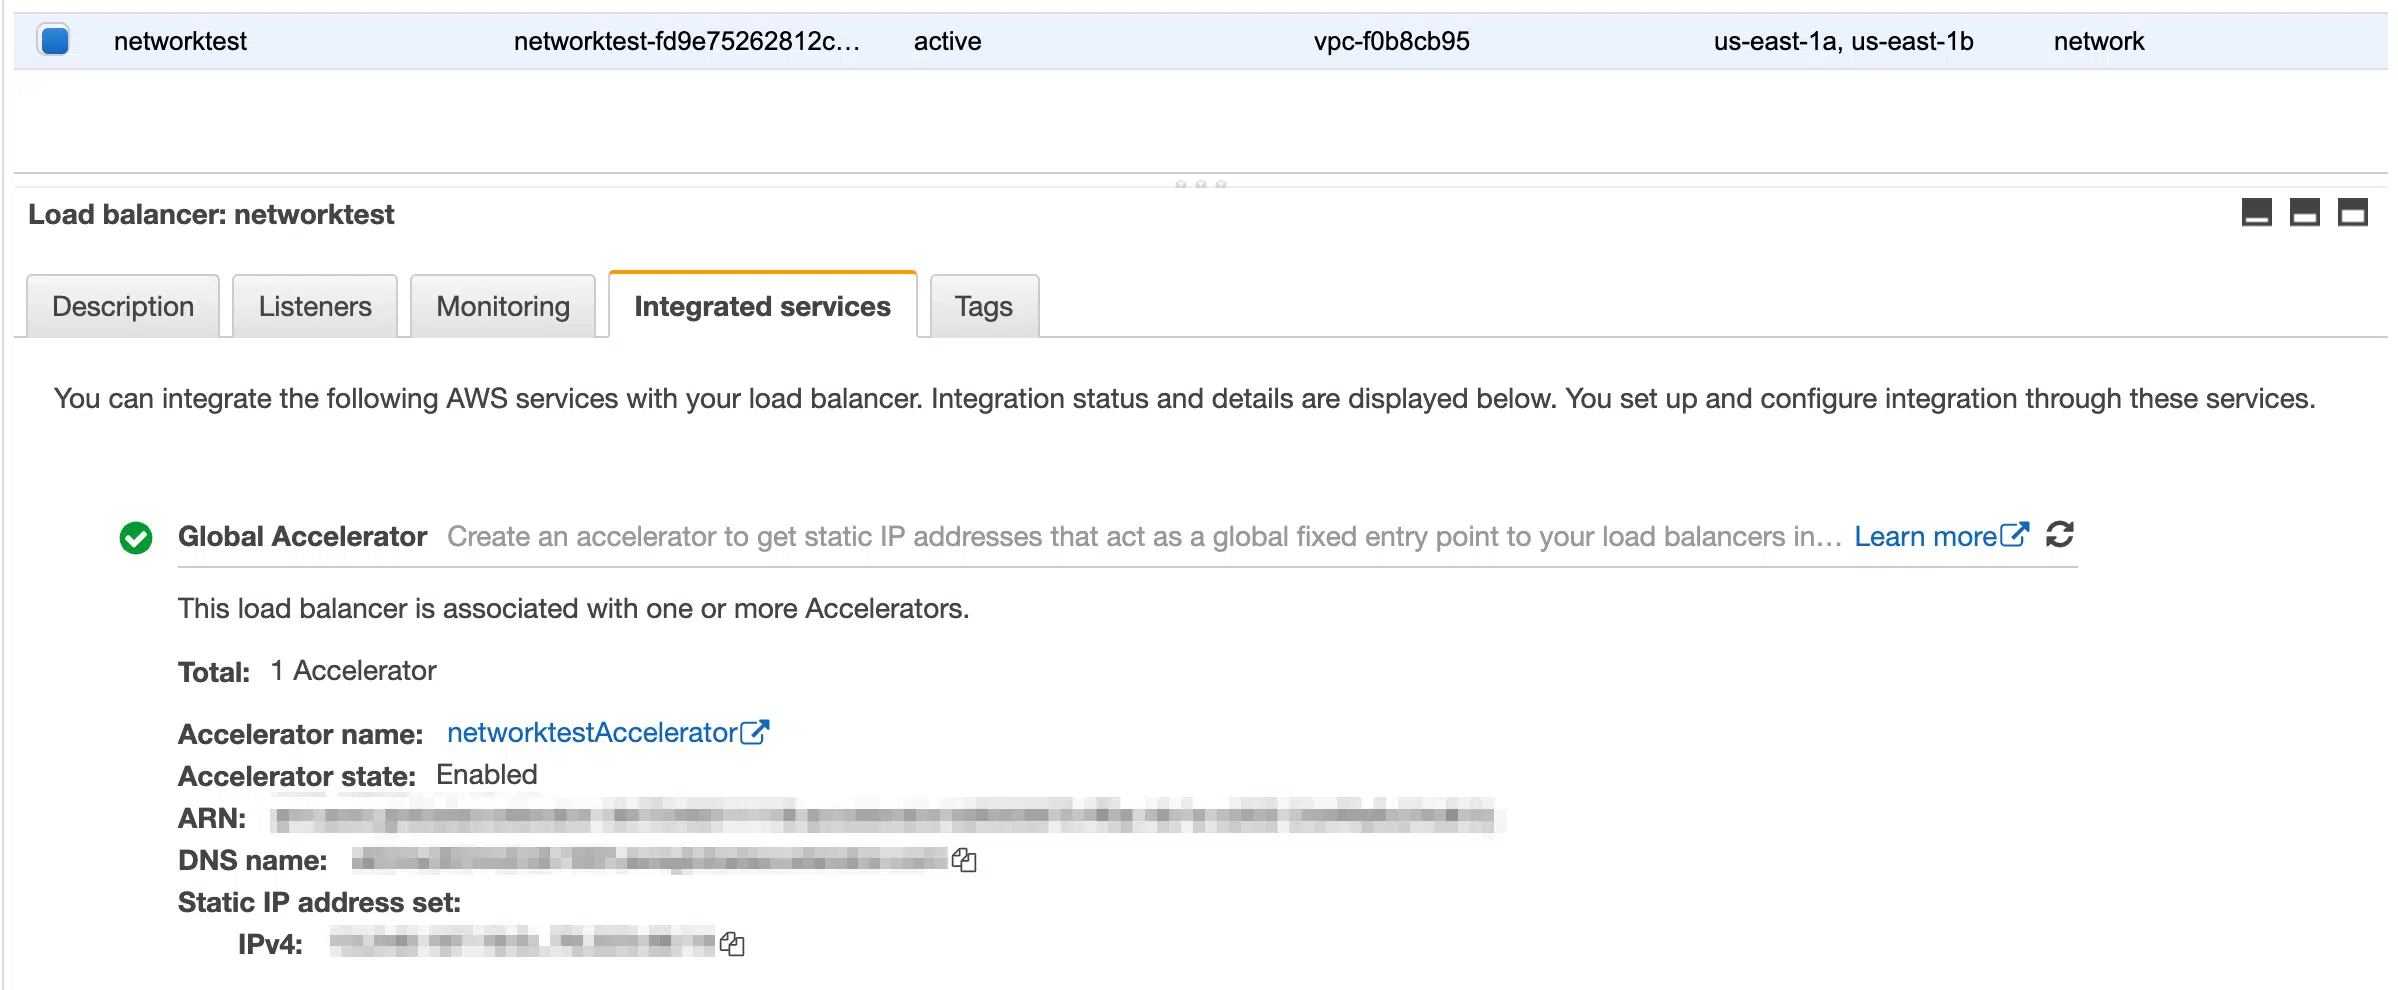 networktest networktest-fd9e75262812c... active vpc-f0b8cb95 us-east-1a, us-east-1b network
Load balancer: networktest
Description Listeners Monitoring Integrated services Tags
You can integrate the following AWS services with your load balancer. Integration status and details are displayed below. You set up and configure integration through these services.
Global Accelerator Create an accelerator to get static IP addresses that act as a global fixed entry point to your load balancers in... Learn more
This load balancer is associated with one or more Accelerators.
Total: 1 Accelerator
Accelerator name: networktestAccelerator
Accelerator state: Enabled
ARN:
DNS name:
Static IP address set:
IPv4: